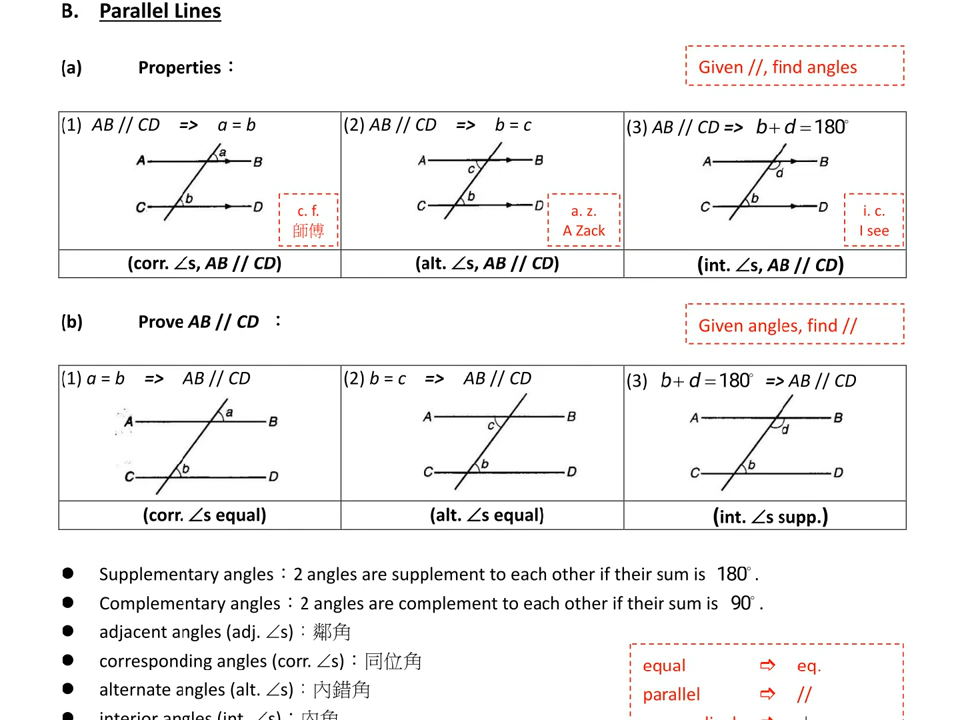 B. Parallel Lines
(a) Properties：
Given //, find angles
(1) AB // CD => a = b
A B C D a b
c. f.
師傅
(corr. ∠s, AB // CD)
(2) AB // CD => b = c
A B C D c b
a. z.
A Zack
(alt. ∠s, AB // CD)
(3) AB // CD => b + d = 180°
A B C D d b
i. c.
I see
(int. ∠s, AB // CD)
(b) Prove AB // CD ：
Given angles, find //
(1) a = b => AB // CD
A B C D a b
(corr. ∠s equal)
(2) b = c => AB // CD
A B C D c b
(alt. ∠s equal)
(3) b + d = 180° => AB // CD
A B C D d b
(int. ∠s supp.)
● Supplementary angles：2 angles are supplement to each other if their sum is 180°.
● Complementary angles：2 angles are complement to each other if their sum is 90°.
● adjacent angles (adj. ∠s)：鄰角
● corresponding angles (corr. ∠s)：同位角
● alternate angles (alt. ∠s)：內錯角
● interior angles (int. ∠s)：內角
equal ⇨ eq.
parallel ⇨ //